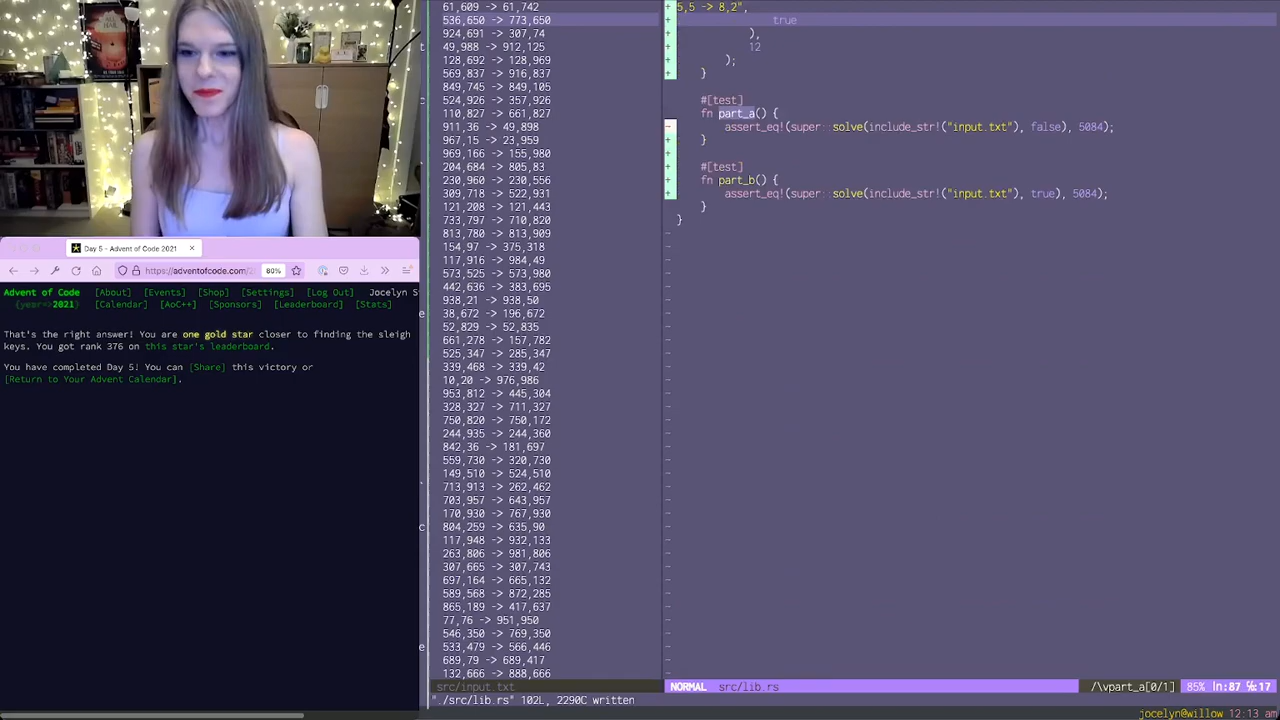 Day 5 - Advent of Code 2021
https://adventofcode.com/2
80%
Advent of Code [About] [Events] [Shop] [Settings] [Log Out] Jocelyn S
{year=>2021} [Calendar] [AoC++] [Sponsors] [Leaderboard] [Stats]
That's the right answer! You are one gold star closer to finding the sleigh
keys. You got rank 376 on this star's leaderboard.
You have completed Day 5! You can [Share] this victory or
[Return to Your Advent Calendar].
61,609 -> 61,742
536,650 -> 773,650
924,691 -> 307,74
49,988 -> 912,125
128,692 -> 128,969
569,837 -> 916,837
849,767 -> 849,105
524,926 -> 357,926
110,827 -> 661,827
911,36 -> 49,898
967,15 -> 23,959
969,166 -> 155,980
204,684 -> 805,83
230,960 -> 230,556
309,718 -> 522,931
121,208 -> 121,443
733,797 -> 710,820
813,780 -> 813,909
154,97 -> 375,318
117,916 -> 984,49
573,525 -> 573,980
442,636 -> 383,695
938,21 -> 938,50
38,672 -> 196,672
52,829 -> 52,835
661,278 -> 157,782
525,347 -> 285,347
339,468 -> 339,42
10,20 -> 976,986
953,812 -> 445,304
328,327 -> 711,327
750,820 -> 750,172
244,935 -> 244,360
842,36 -> 181,697
559,730 -> 320,730
149,510 -> 524,510
713,913 -> 262,462
703,957 -> 643,957
170,930 -> 767,930
804,259 -> 635,90
117,948 -> 932,133
263,806 -> 981,806
307,665 -> 307,743
697,164 -> 665,132
589,568 -> 872,285
865,189 -> 417,637
77,76 -> 951,950
546,350 -> 769,350
533,479 -> 566,446
689,79 -> 689,417
132,666 -> 888,666
src/input.txt
5,5 -> 8,2",
true
),
12
);
}
#[test]
fn part_a() {
assert_eq!(super::solve(include_str!("input.txt"), false), 5084);
}
#[test]
fn part_b() {
assert_eq!(super::solve(include_str!("input.txt"), true), 5084);
}
}
NORMAL src/lib.rs /\vpart_a[0/1] 85% ln:87 %:17
"./src/lib.rs" 102L, 2290C written
jocelyn@willow 12:13 am